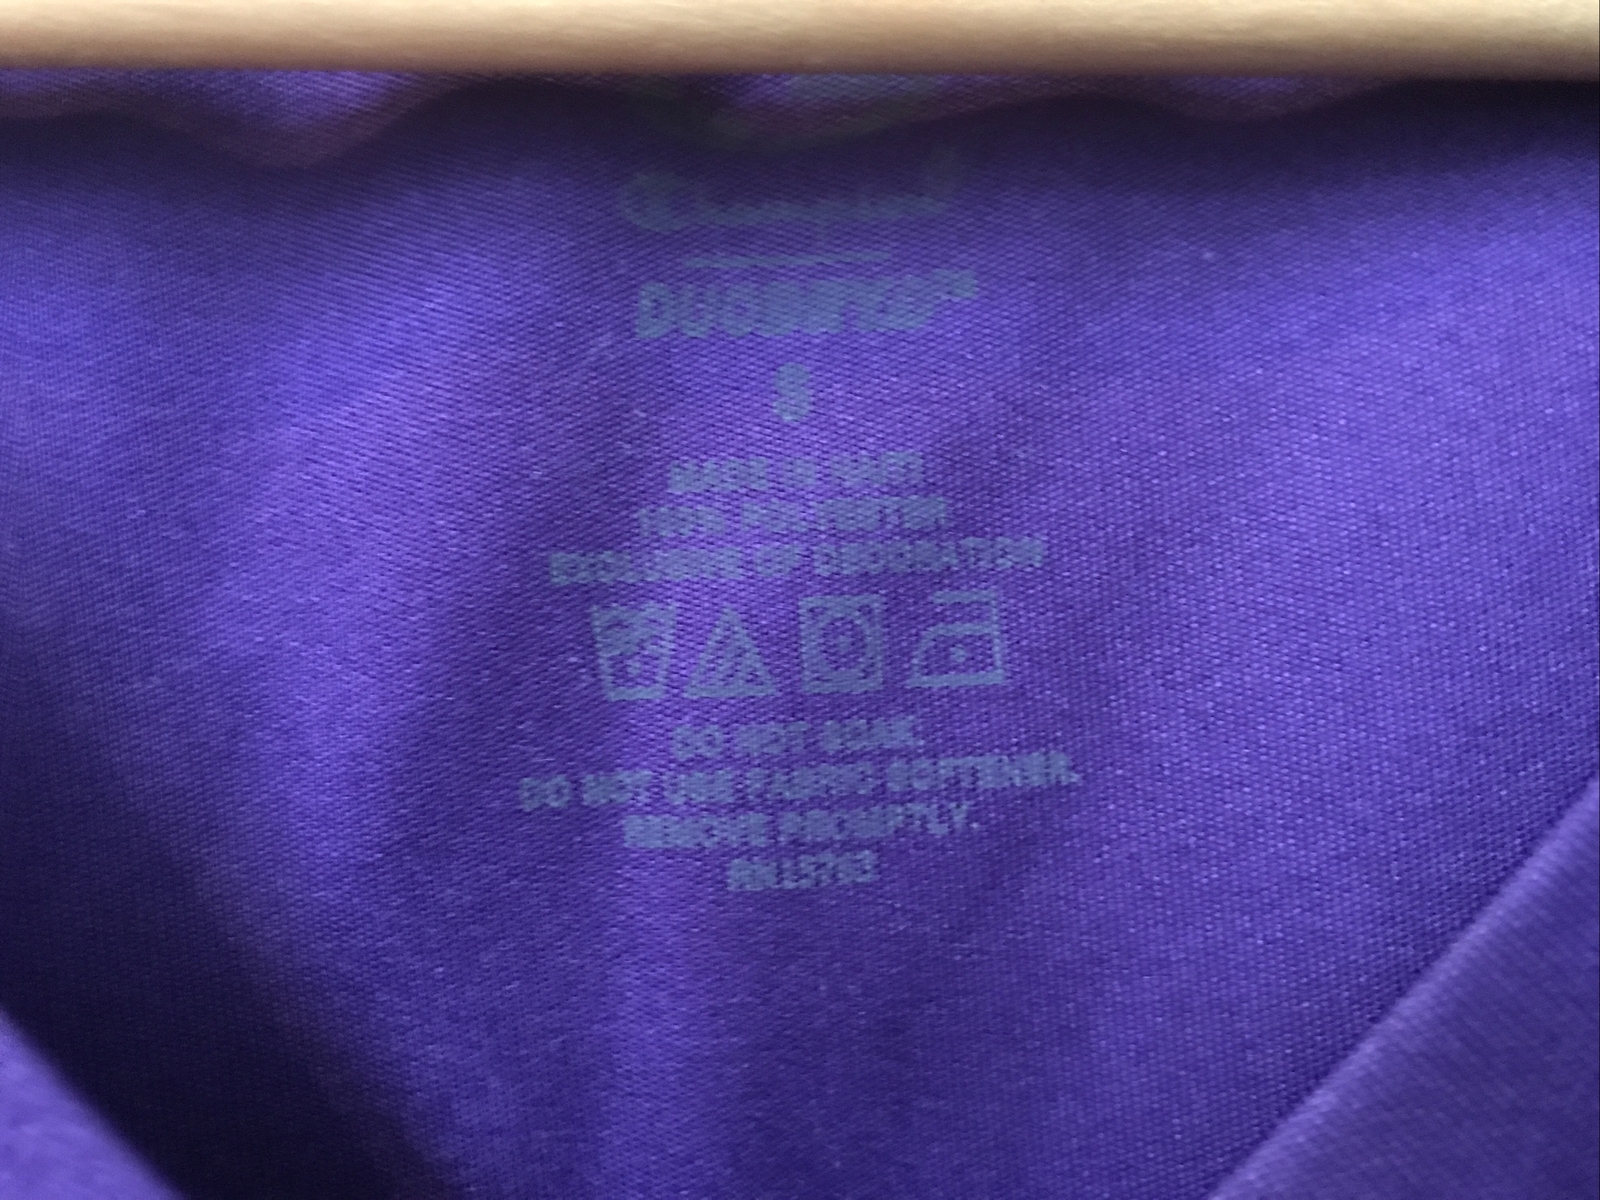 Champion
S
MADE IN HAITI
100% POLYESTER
EXCLUSIVE OF DECORATION
DO NOT SOAK.
DO NOT USE FABRIC SOFTENER.
REMOVE PROMPTLY.
RN15763